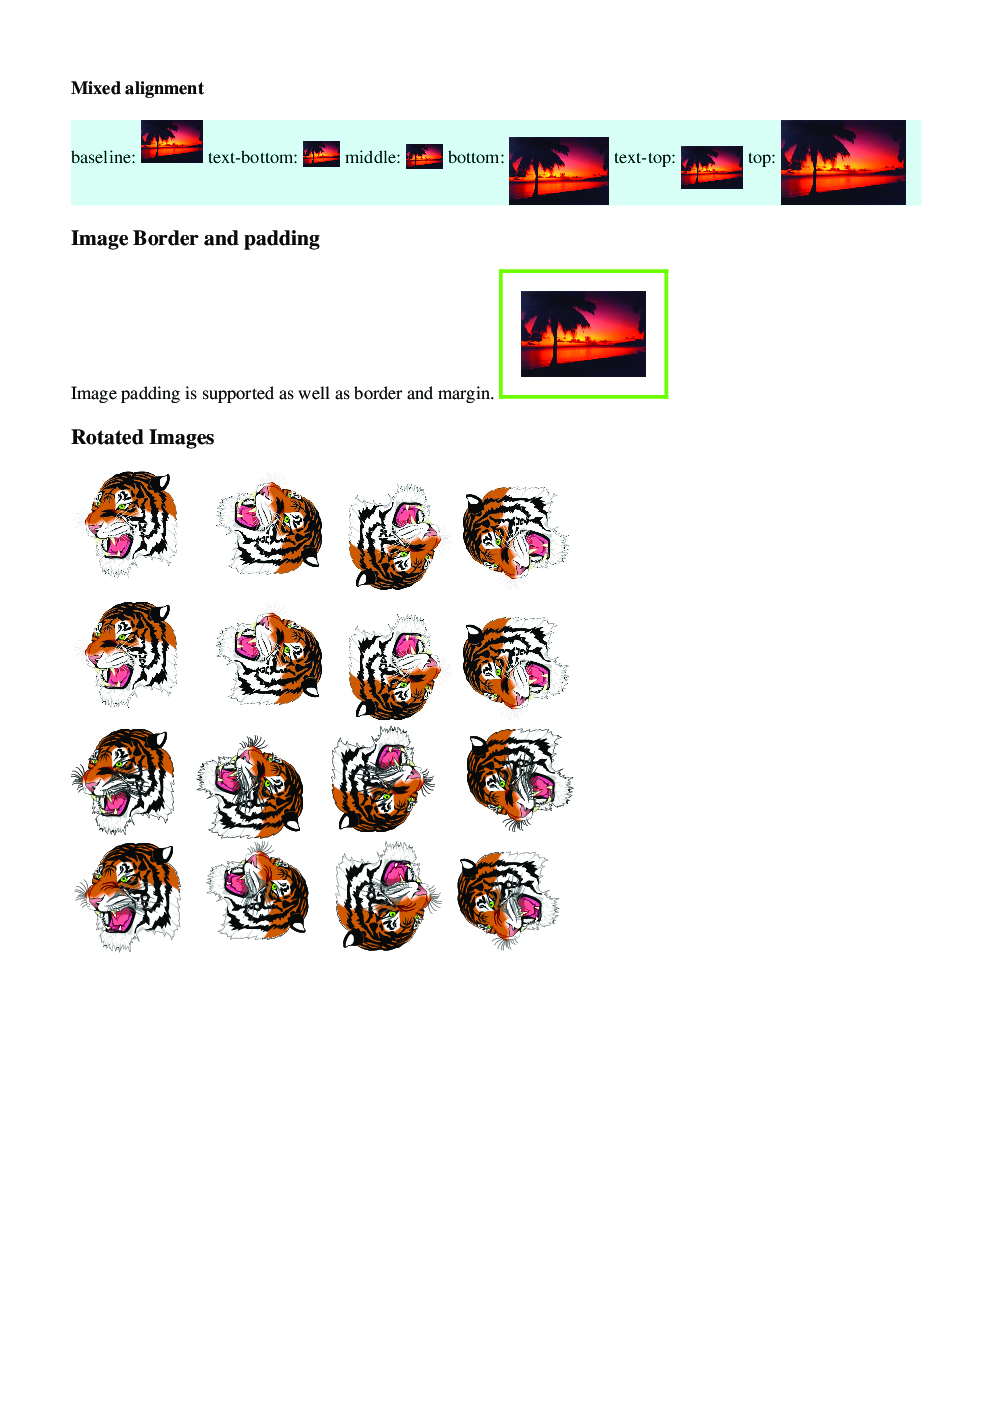 Mixed alignment
baseline: text-bottom: middle: bottom: text-top: top:
Image Border and padding
Image padding is supported as well as border and margin.
Rotated Images